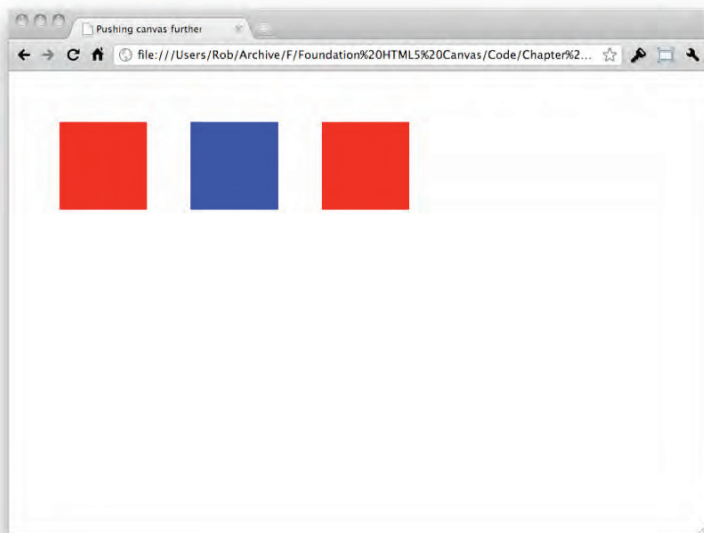 Pushing canvas further
file:///Users/Rob/Archive/F/Foundation%20HTML5%20Canvas/Code/Chapter%2...